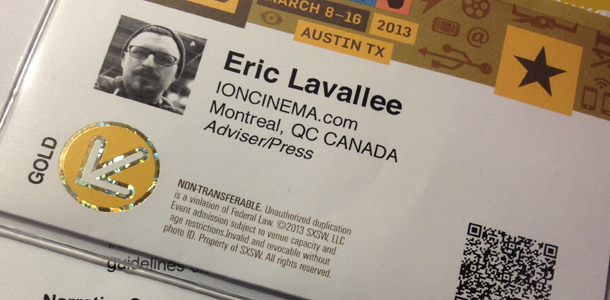 MARCH 8-16 2013
AUSTIN TX
Eric Lavallee
IONCINEMA.com
Montreal, QC CANADA
Adviser/Press
GOLD
NON-TRANSFERABLE. Unauthorized duplication
is a violation of Federal Law. ©2013 SXSW, LLC
Event admission subject to venue capacity and
age restrictions.Invalid and revocable without
photo ID. Property of SXSW. All rights reserved.
guidelines